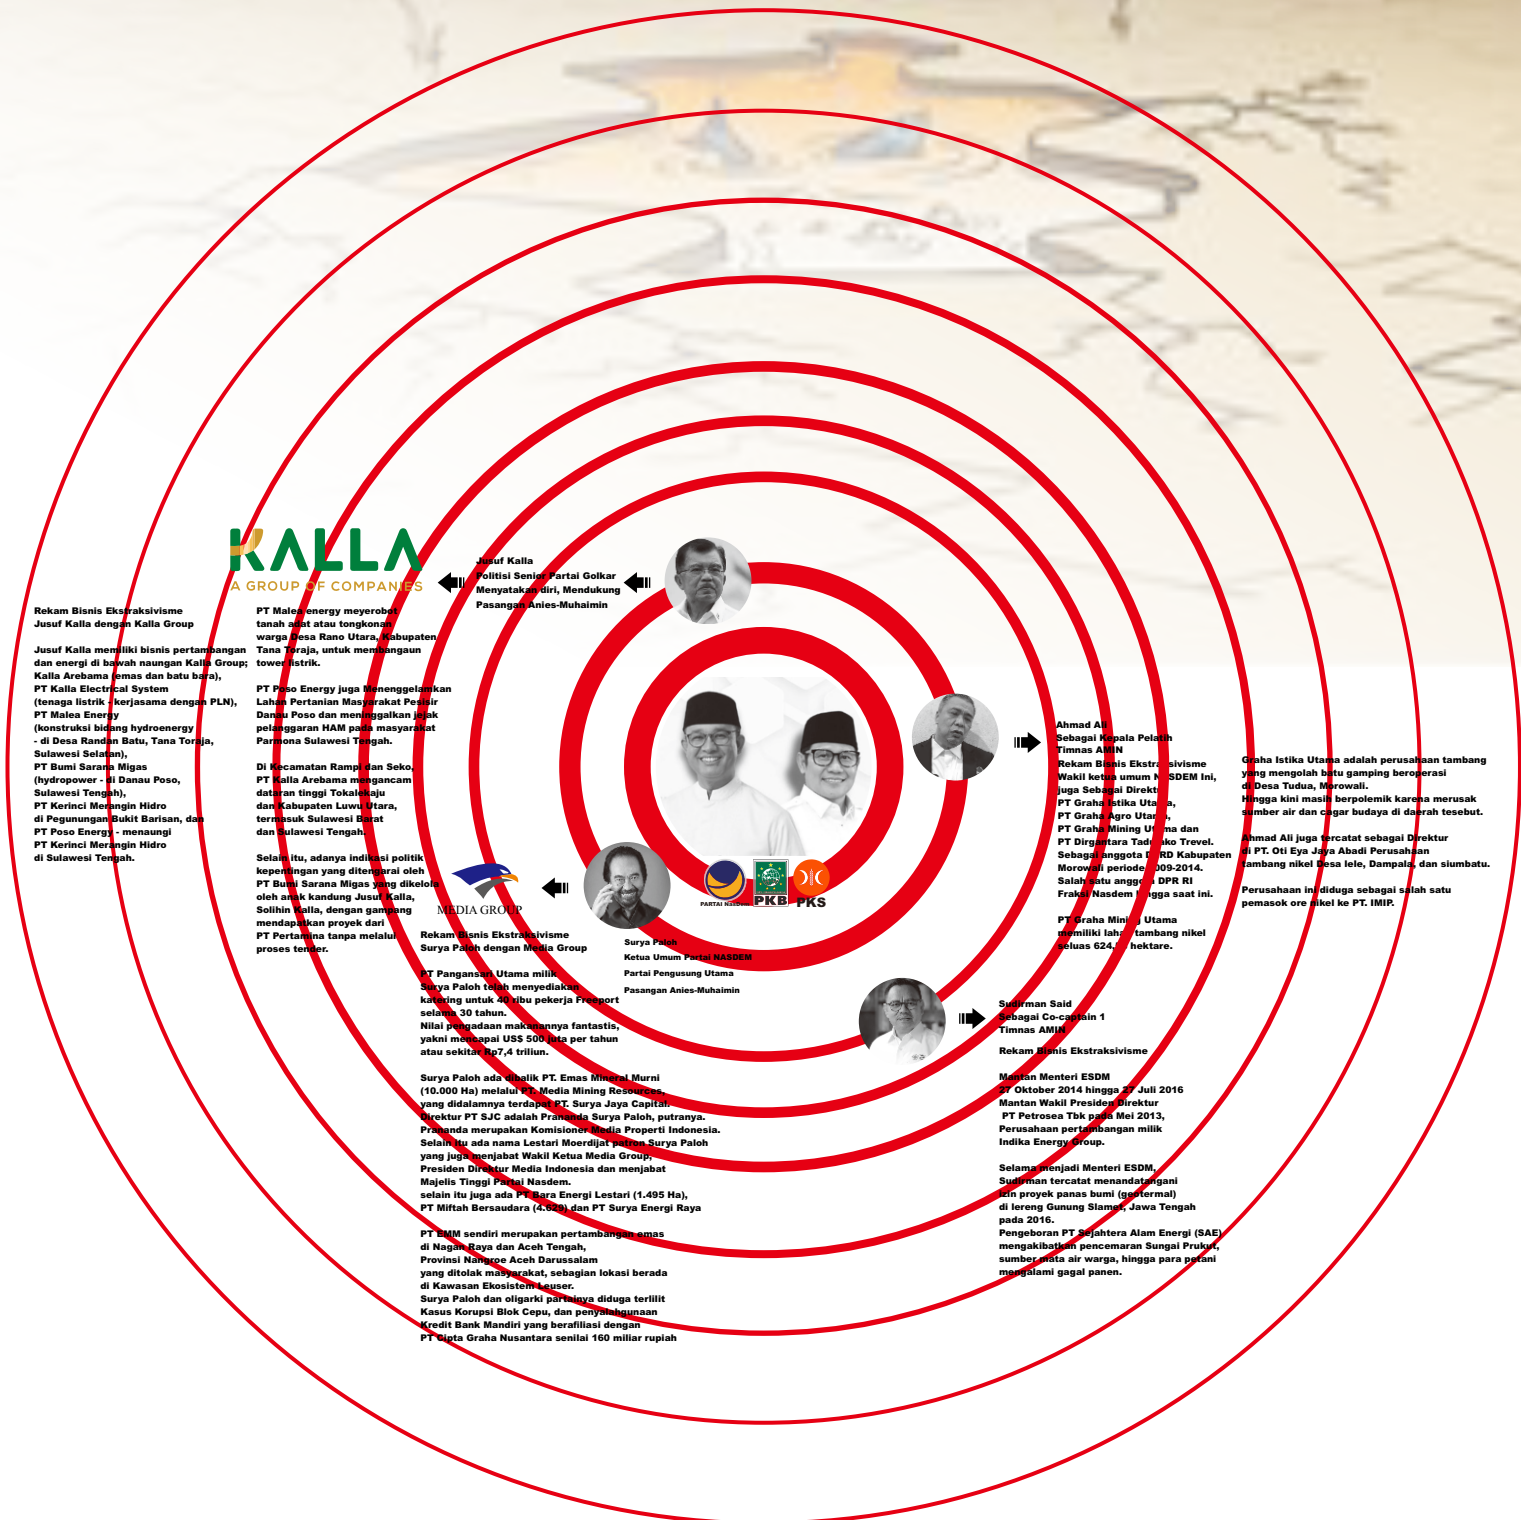 KALLA
A GROUP OF COMPANIES
Jusuf Kalla
Politisi Senior Partai Golkar
Menyatakan diri, Mendukung
Pasangan Anies-Muhaimin
Rekam Bisnis Ekstraksivisme
Jusuf Kalla dengan Kalla Group
Jusuf Kalla memiliki bisnis pertambangan
dan energi di bawah naungan Kalla Group;
Kalla Arebama (emas dan batu bara),
PT Kalla Electrical System
(tenaga listrik - kerjasama dengan PLN),
PT Malea Energy
(konstruksi bidang hydroenergy
- di Desa Randan Batu, Tana Toraja,
Sulawesi Selatan),
PT Bumi Sarana Migas
(hydropower - di Danau Poso,
Sulawesi Tengah),
PT Kerinci Merangin Hidro
di Pegunungan Bukit Barisan, dan
PT Poso Energy - menaungi
PT Kerinci Merangin Hidro
di Sulawesi Tengah.
PT Malea energy meyerobot
tanah adat atau tongkonan
warga Desa Rano Utara, Kabupaten
Tana Toraja, untuk membangaun
tower listrik.
PT Poso Energy juga Menenggelamkan
Lahan Pertanian Masyarakat Pesisir
Danau Poso dan meninggalkan jejak
pelanggaran HAM pada masyarakat
Pamona Sulawesi Tengah.
Di Kecamatan Rampi dan Seko,
PT Kalla Arebama mengancam
dataran tinggi Tokalekaju
dan Kabupaten Luwu Utara,
termasuk Sulawesi Barat
dan Sulawesi Tengah.
Selain itu, adanya indikasi politik
kepentingan yang ditengarai oleh
PT Bumi Sarana Migas yang dikelola
oleh anak kandung Jusuf Kalla,
Solihin Kalla, dengan gampang
mendapatkan proyek dari
PT Pertamina tanpa melalui
proses tender.
MEDIA GROUP
Surya Paloh
Ketua Umum Partai NASDEM
Partai Pengusung Utama
Pasangan Anies-Muhaimin
Rekam Bisnis Ekstraksivisme
Surya Paloh dengan Media Group
PT Pangansari Utama milik
Surya Paloh telah menyediakan
katering untuk 40 ribu pekerja Freeport
selama 30 tahun.
Nilai pengadaan makanannya fantastis,
yakni mencapai US$ 500 juta per tahun
atau sekitar Rp7,4 triliun.
Surya Paloh ada dibalik PT. Emas Mineral Murni
(10.000 Ha) melalui PT. Media Mining Resources,
yang didalamnya terdapat PT. Surya Jaya Capital.
Direktur PT SJC adalah Prananda Surya Paloh, putranya.
Prananda merupakan Komisioner Media Properti Indonesia.
Selain itu ada nama Lestari Moerdijat patron Surya Paloh
yang juga menjabat Wakil Ketua Media Group,
Presiden Direktur Media Indonesia dan menjabat
Majelis Tinggi Partai Nasdem.
selain itu juga ada PT Bara Energi Lestari (1.495 Ha),
PT Miftah Bersaudara (4.629) dan PT Surya Energi Raya
PT EMM sendiri merupakan pertambangan emas
di Nagan Raya dan Aceh Tengah,
Provinsi Nangroe Aceh Darussalam
yang ditolak masyarakat, sebagian lokasi berada
di Kawasan Ekosistem Leuser.
Surya Paloh dan oligarki partainya diduga terlilit
Kasus Korupsi Blok Cepu, dan penyalahgunaan
Kredit Bank Mandiri yang berafiliasi dengan
PT Cipta Graha Nusantara senilai 160 miliar rupiah
PARTAI NasDem
PKB
PKS
Ahmad Ali
Sebagai Kepala Pelatih
Timnas AMIN
Rekam Bisnis Ekstraksivisme
Wakil ketua umum NASDEM Ini,
juga Sebagai Direktur
PT Graha Istika Utama,
PT Graha Agro Utama,
PT Graha Mining Utama dan
PT Dirgantara Tadulako Trevel.
Sebagai anggota DPRD Kabupaten
Morowali periode 2009-2014.
Salah satu anggota DPR RI
Fraksi Nasdem hingga saat ini.
PT Graha Mining Utama
memiliki lahan tambang nikel
seluas hektare.
Graha Istika Utama adalah perusahaan tambang
yang mengolah batu gamping beroperasi
di Desa Tudua, Morowali.
Hingga kini masih berpolemik karena merusak
sumber air dan cagar budaya di daerah tesebut.
Ahmad Ali juga tercatat sebagai Direktur
di PT. Oti Eya Jaya Abadi Perusahaan
tambang nikel Desa lele, Dampala, dan siumbatu.
Perusahaan ini diduga sebagai salah satu
pemasok ore nikel ke PT. IMIP.
Sudirman Said
Sebagai Co-captain 1
Timnas AMIN
Rekam Bisnis Ekstraksivisme
Mantan Menteri ESDM
27 Oktober 2014 hingga 27 Juli 2016
Mantan Wakil Presiden Direktur
PT Petrosea Tbk pada Mei 2013,
Perusahaan pertambangan milik
Indika Energy Group.
Selama menjadi Menteri ESDM,
Sudirman tercatat menandatangani
izin proyek panas bumi (geotermal)
di lereng Gunung Slamet, Jawa Tengah
pada 2016.
Pengeboran PT Sejahtera Alam Energi (SAE)
mengakibatkan pencemaran Sungai Prukut,
sumber mata air warga, hingga para petani
mengalami gagal panen.